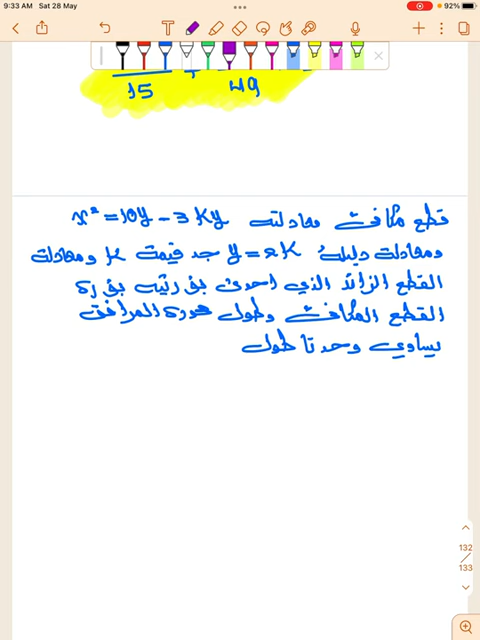 9:33 AM Sat 28 May
92%
15
49
قطع مكافئ معادلته x² = 10y - 3Ky
ومعادلة دليله y = 2K جد قيمة K ومعادلة
القطع الزائد الذي احدى بؤرتيه بؤرة
القطع المكافئ وطول محوره المرافق
يساوي وحدتا طول
132
133